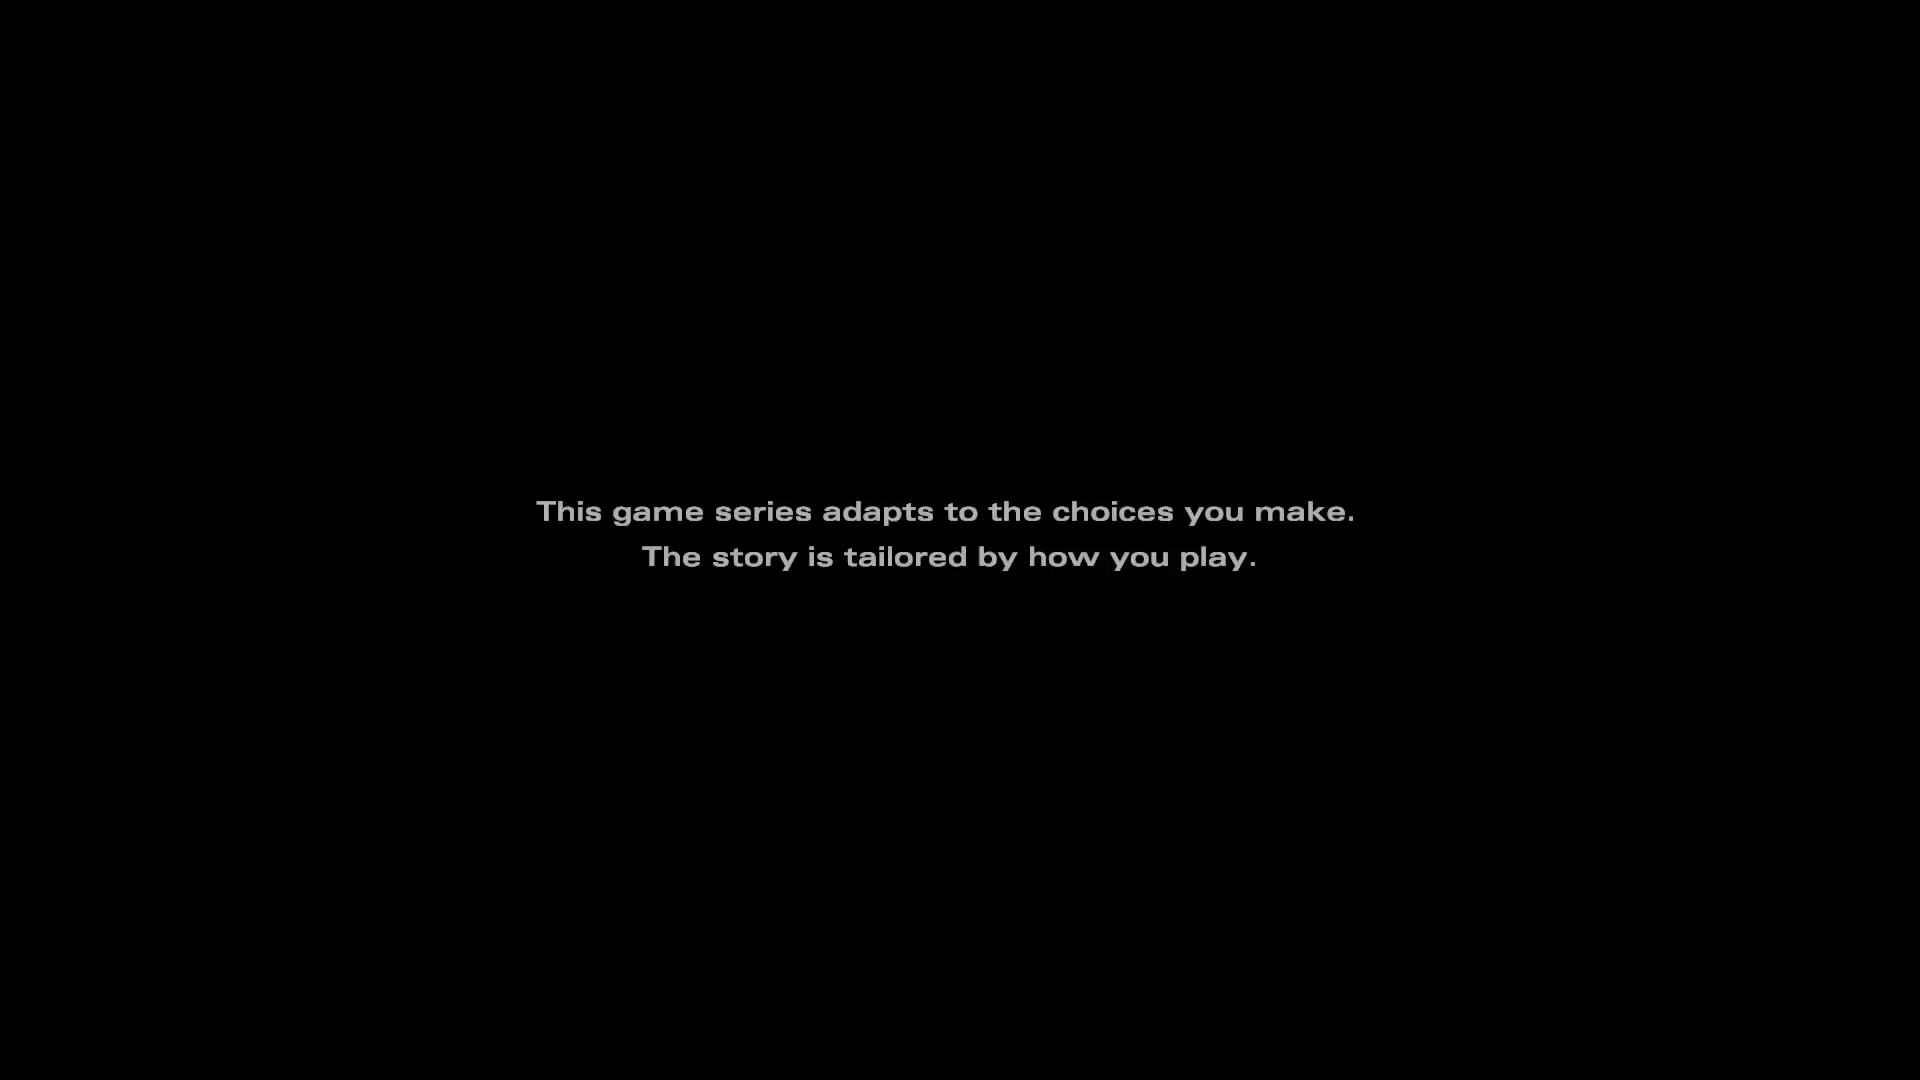 This game series adapts to the choices you make.
The story is tailored by how you play.